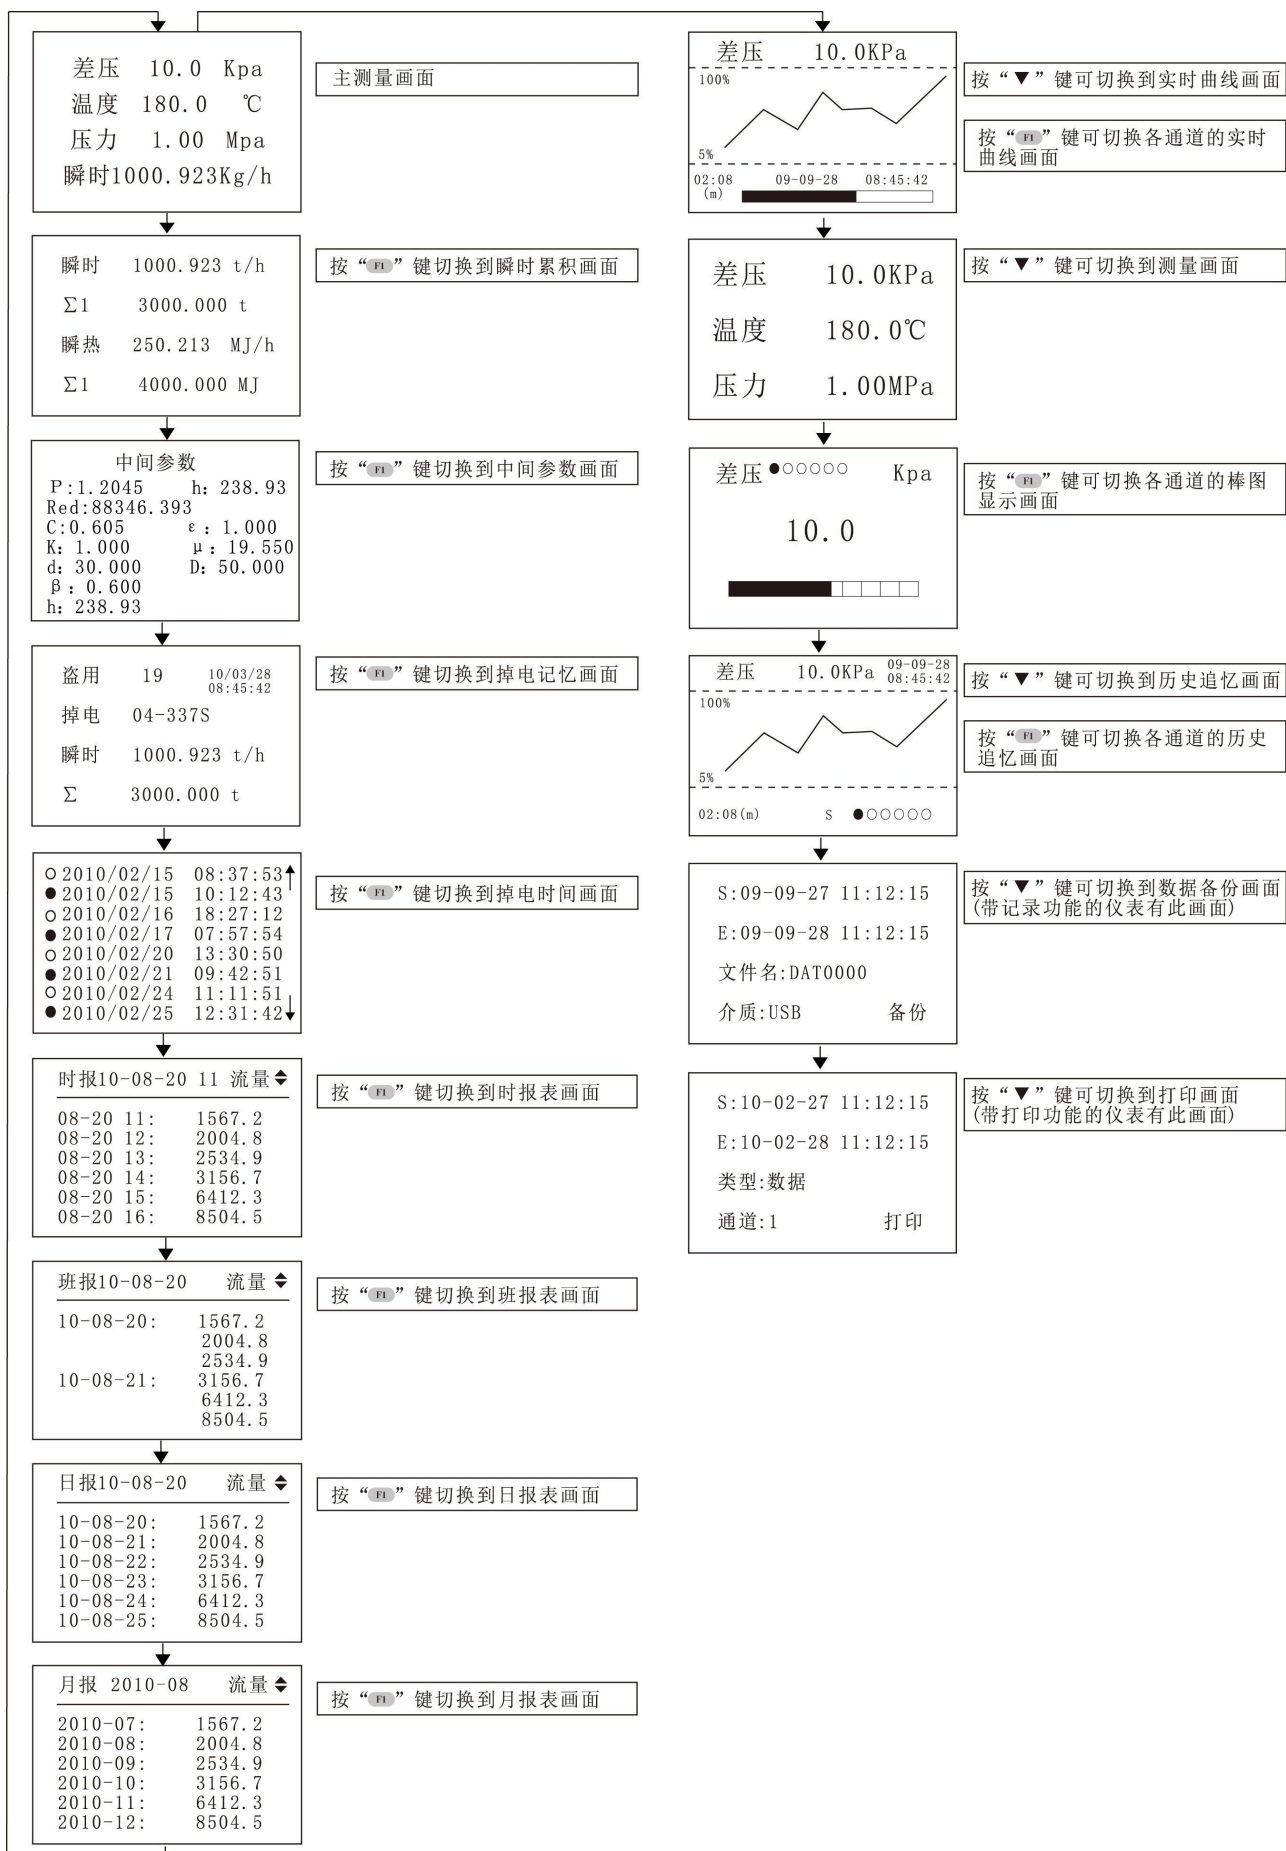 差压 10.0 Kpa
温度 180.0 ℃
压力 1.00 Mpa
瞬时1000.923Kg/h
主测量画面
瞬时 1000.923 t/h
Σ1 3000.000 t
瞬热 250.213 MJ/h
Σ1 4000.000 MJ
按“F1”键切换到瞬时累积画面
中间参数
P:1.2045 h: 238.93
Red:88346.393
C:0.605 ε: 1.000
K: 1.000 μ: 19.550
d: 30.000 D: 50.000
β: 0.600
h: 238.93
按“F1”键切换到中间参数画面
盗用 19 10/03/28
08:45:42
掉电 04-337S
瞬时 1000.923 t/h
Σ 3000.000 t
按“F1”键切换到掉电记忆画面
○2010/02/15 08:37:53↑
●2010/02/15 10:12:43
○2010/02/16 18:27:12
●2010/02/17 07:57:54
○2010/02/20 13:30:50
●2010/02/21 09:42:51
○2010/02/24 11:11:51
●2010/02/25 12:31:42↓
按“F1”键切换到掉电时间画面
时报10-08-20 11 流量
08-20 11: 1567.2
08-20 12: 2004.8
08-20 13: 2534.9
08-20 14: 3156.7
08-20 15: 6412.3
08-20 16: 8504.5
按“F1”键切换到时报表画面
班报10-08-20 流量
10-08-20: 1567.2
2004.8
2534.9
10-08-21: 3156.7
6412.3
8504.5
按“F1”键切换到班报表画面
日报10-08-20 流量
10-08-20: 1567.2
10-08-21: 2004.8
10-08-22: 2534.9
10-08-23: 3156.7
10-08-24: 6412.3
10-08-25: 8504.5
按“F1”键切换到日报表画面
月报 2010-08 流量
2010-07: 1567.2
2010-08: 2004.8
2010-09: 2534.9
2010-10: 3156.7
2010-11: 6412.3
2010-12: 8504.5
按“F1”键切换到月报表画面
差压 10.0KPa
100%
5%
02:08 09-09-28 08:45:42
(m)
按“▼”键可切换到实时曲线画面
按“F1”键可切换各通道的实时
曲线画面
差压 10.0KPa
温度 180.0℃
压力 1.00MPa
按“▼”键可切换到测量画面
差压●○○○○○ Kpa
10.0
按“F1”键可切换各通道的棒图
显示画面
差压 10.0KPa 09-09-28
08:45:42
100%
5%
02:08(m) S ●○○○○○
按“▼”键可切换到历史追忆画面
按“F1”键可切换各通道的历史
追忆画面
S:09-09-27 11:12:15
E:09-09-28 11:12:15
文件名:DAT0000
介质:USB 备份
按“▼”键可切换到数据备份画面
(带记录功能的仪表有此画面)
S:10-02-27 11:12:15
E:10-02-28 11:12:15
类型:数据
通道:1 打印
按“▼”键可切换到打印画面
(带打印功能的仪表有此画面)